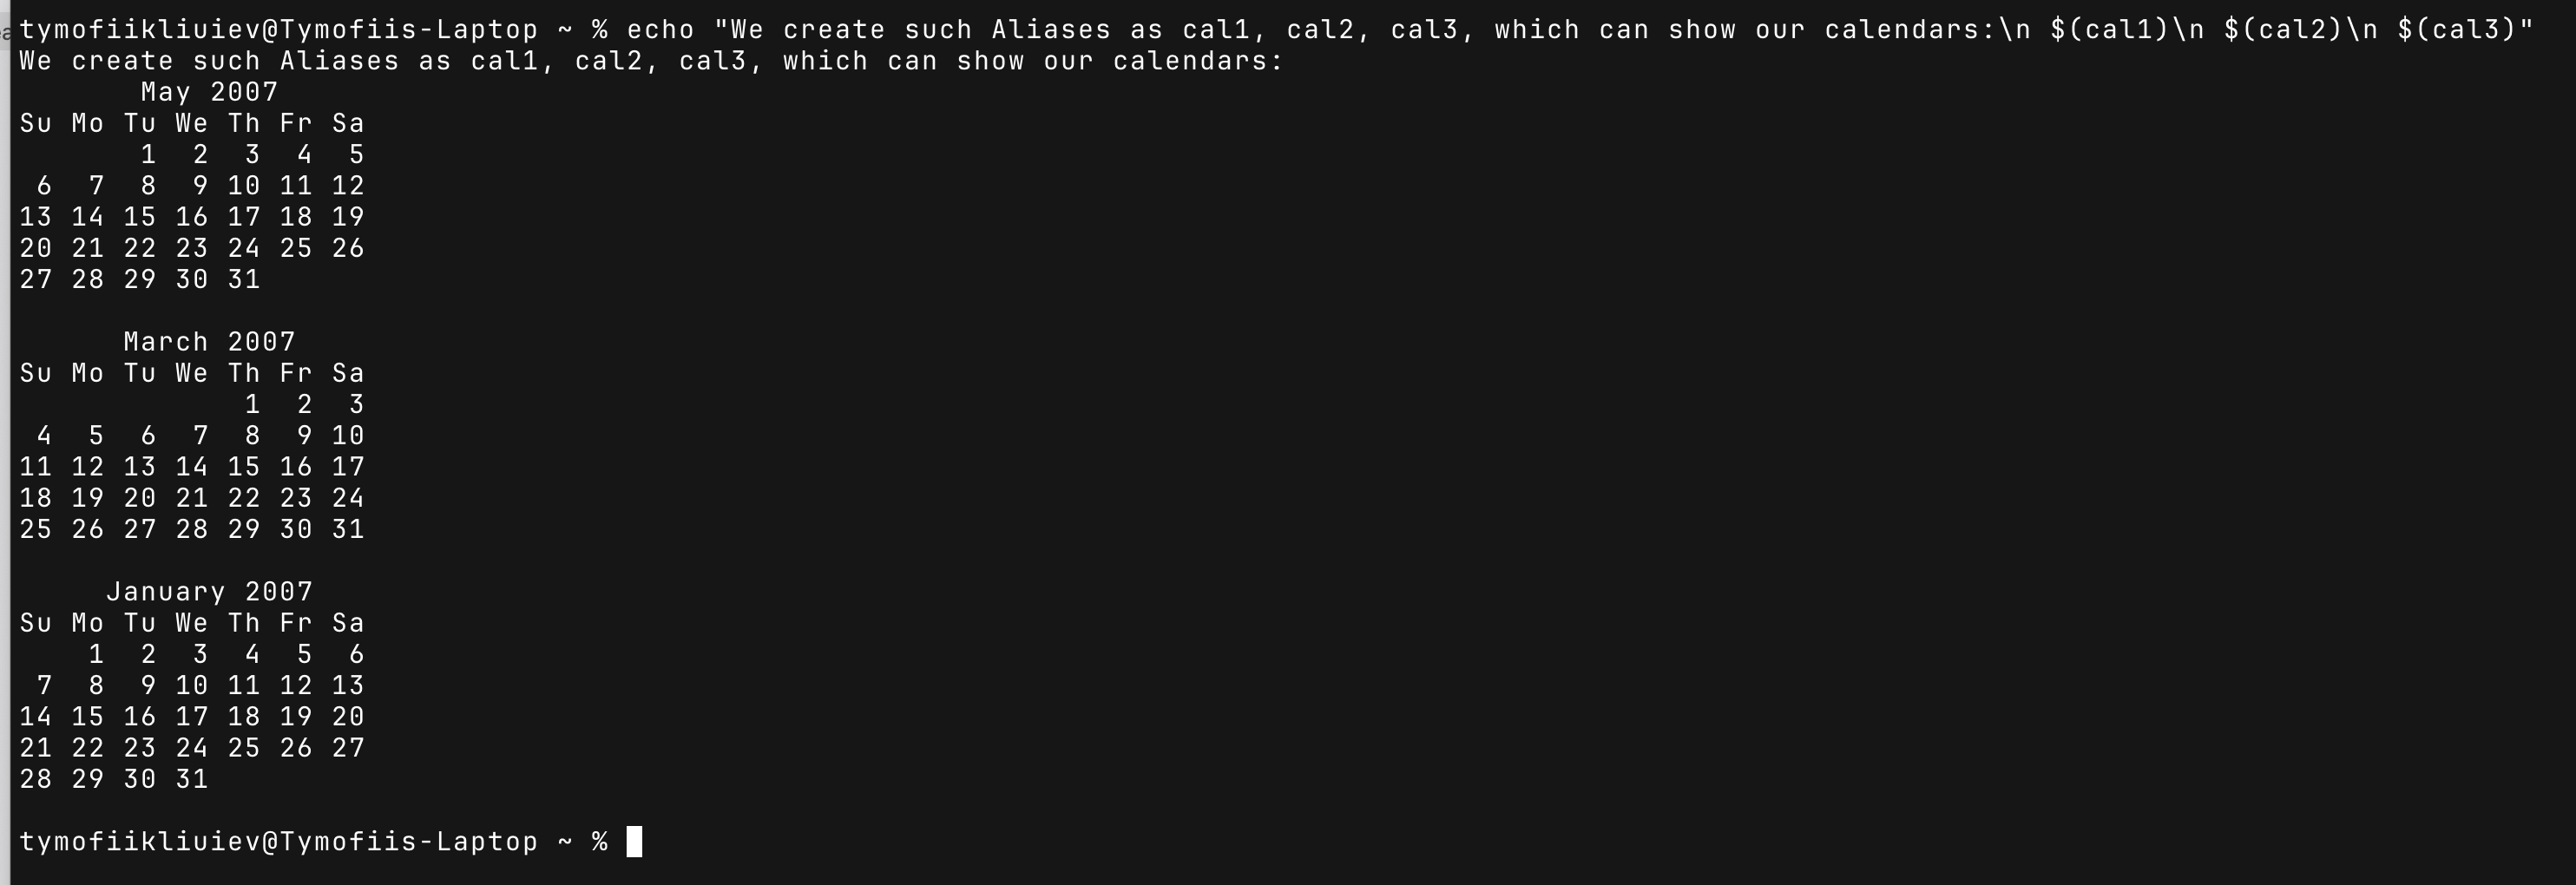 tymofiikliuiev@Tymofiis-Laptop ~ % echo "We create such Aliases as cal1, cal2, cal3, which can show our calendars:\n $(cal1)\n $(cal2)\n $(cal3)"
We create such Aliases as cal1, cal2, cal3, which can show our calendars:
       May 2007
Su Mo Tu We Th Fr Sa
       1  2  3  4  5
 6  7  8  9 10 11 12
13 14 15 16 17 18 19
20 21 22 23 24 25 26
27 28 29 30 31

      March 2007
Su Mo Tu We Th Fr Sa
             1  2  3
 4  5  6  7  8  9 10
11 12 13 14 15 16 17
18 19 20 21 22 23 24
25 26 27 28 29 30 31

     January 2007
Su Mo Tu We Th Fr Sa
    1  2  3  4  5  6
 7  8  9 10 11 12 13
14 15 16 17 18 19 20
21 22 23 24 25 26 27
28 29 30 31

tymofiikliuiev@Tymofiis-Laptop ~ %